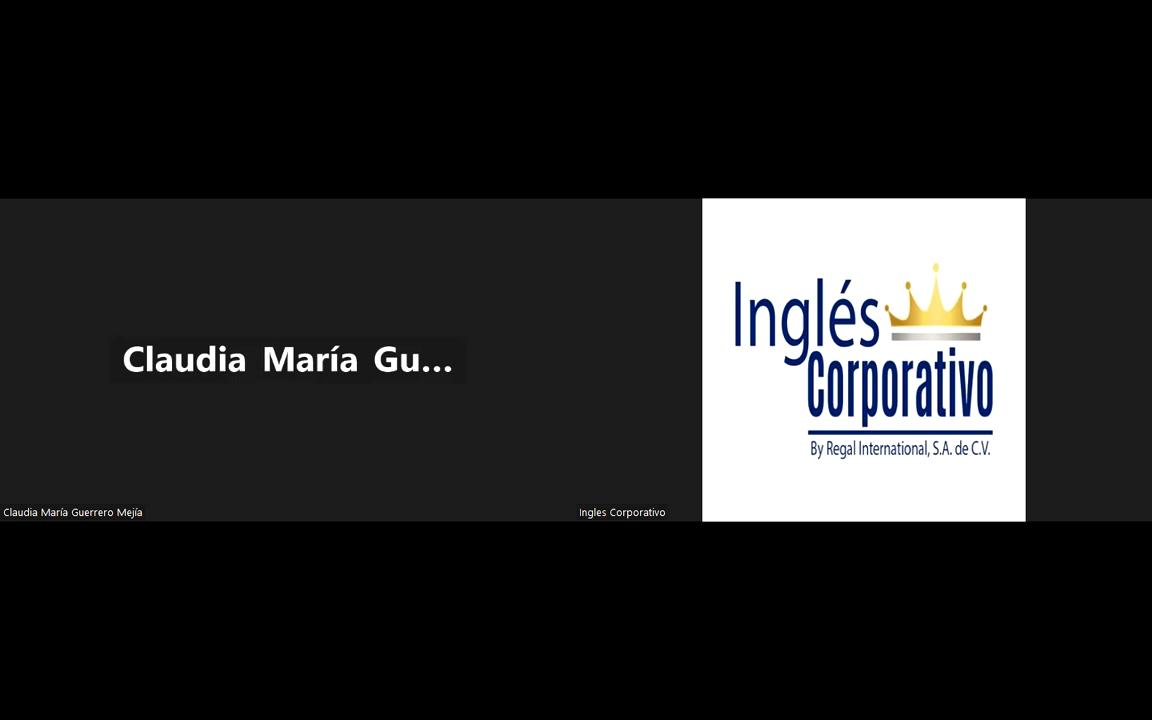 Claudia María Gu...
Claudia María Guerrero Mejía
Inglés
Corporativo
By Regal International, S.A. de C.V.
Ingles Corporativo